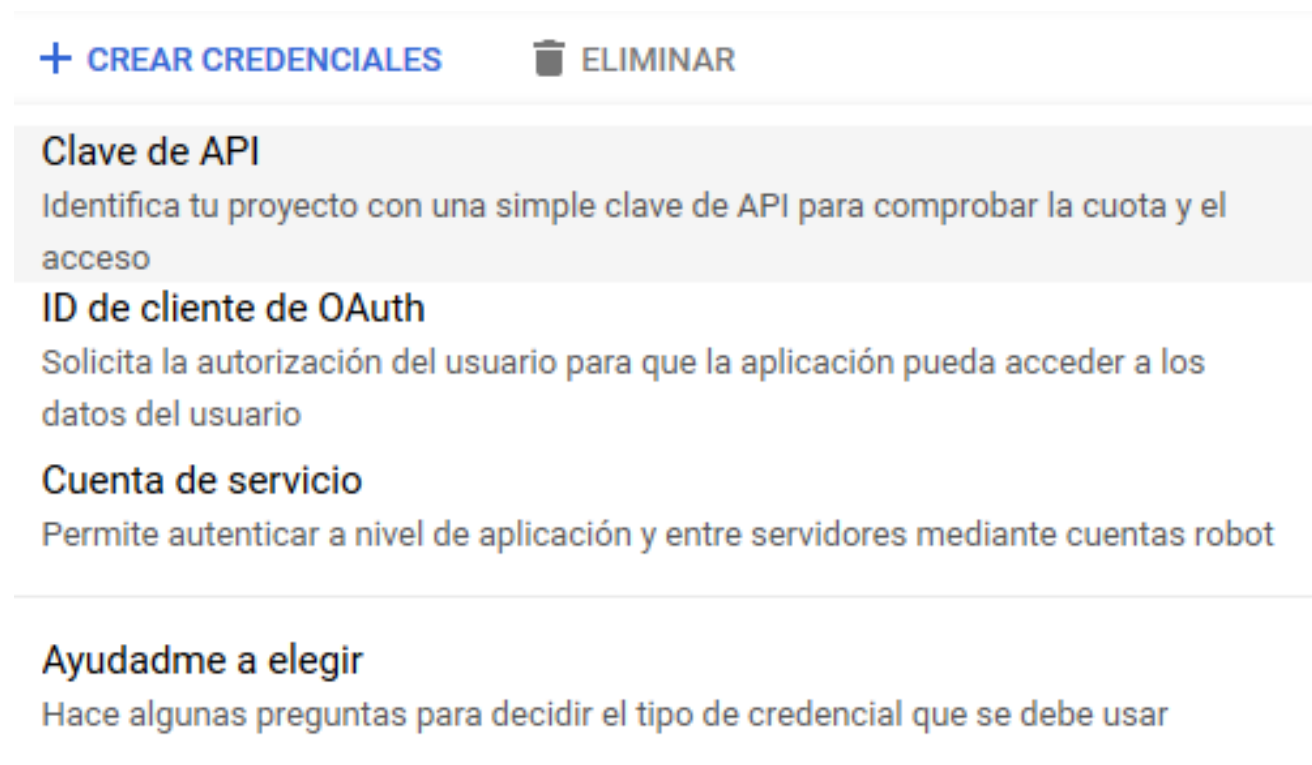 + CREAR CREDENCIALES ELIMINAR
Clave de API
Identifica tu proyecto con una simple clave de API para comprobar la cuota y el
acceso
ID de cliente de OAuth
Solicita la autorización del usuario para que la aplicación pueda acceder a los
datos del usuario
Cuenta de servicio
Permite autenticar a nivel de aplicación y entre servidores mediante cuentas robot
Ayudadme a elegir
Hace algunas preguntas para decidir el tipo de credencial que se debe usar